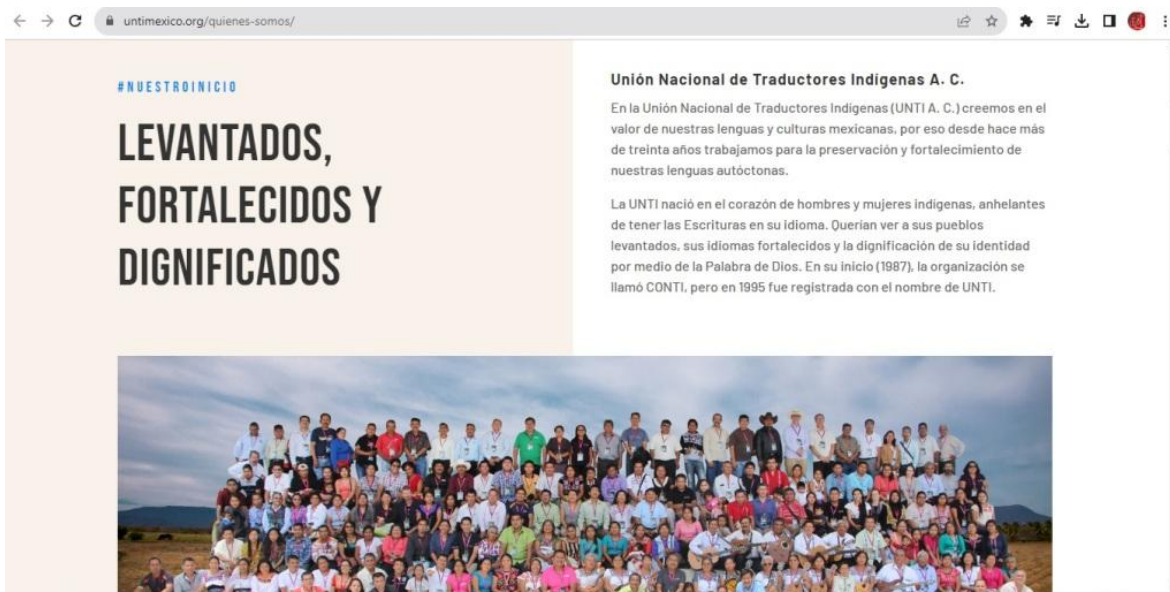 untimexico.org/quienes-somos/
#NUESTROINICIO
LEVANTADOS,
FORTALECIDOS Y
DIGNIFICADOS
Unión Nacional de Traductores Indígenas A. C.
En la Unión Nacional de Traductores Indígenas (UNTI A. C.) creemos en el
valor de nuestras lenguas y culturas mexicanas, por eso desde hace más
de treinta años trabajamos para la preservación y fortalecimiento de
nuestras lenguas autóctonas.
La UNTI nació en el corazón de hombres y mujeres indígenas, anhelantes
de tener las Escrituras en su idioma. Querían ver a sus pueblos
levantados, sus idiomas fortalecidos y la dignificación de su identidad
por medio de la Palabra de Dios. En su inicio (1987), la organización se
llamó CONTI, pero en 1995 fue registrada con el nombre de UNTI.